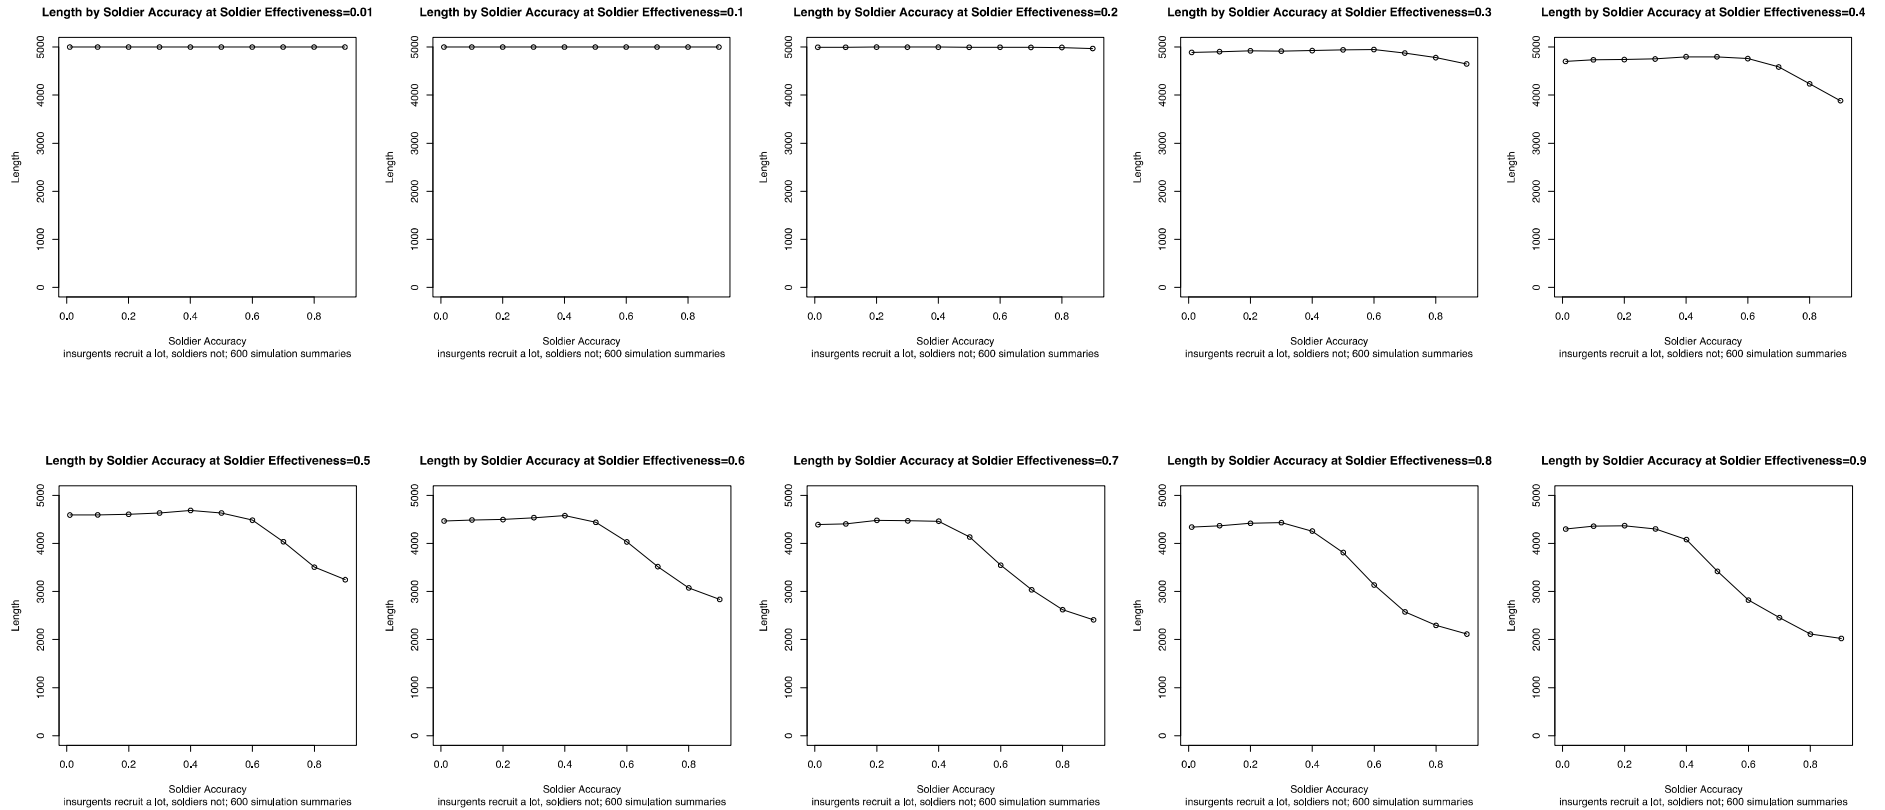 Length by Soldier Accuracy at Soldier Effectiveness=0.01
5000
4000
3000
2000
1000
0
Length
0.0 0.2 0.4 0.6 0.8
Soldier Accuracy
insurgents recruit a lot, soldiers not; 600 simulation summaries
Length by Soldier Accuracy at Soldier Effectiveness=0.1
5000
4000
3000
2000
1000
0
Length
0.0 0.2 0.4 0.6 0.8
Soldier Accuracy
insurgents recruit a lot, soldiers not; 600 simulation summaries
Length by Soldier Accuracy at Soldier Effectiveness=0.2
5000
4000
3000
2000
1000
0
Length
0.0 0.2 0.4 0.6 0.8
Soldier Accuracy
insurgents recruit a lot, soldiers not; 600 simulation summaries
Length by Soldier Accuracy at Soldier Effectiveness=0.3
5000
4000
3000
2000
1000
0
Length
0.0 0.2 0.4 0.6 0.8
Soldier Accuracy
insurgents recruit a lot, soldiers not; 600 simulation summaries
Length by Soldier Accuracy at Soldier Effectiveness=0.4
5000
4000
3000
2000
1000
0
Length
0.0 0.2 0.4 0.6 0.8
Soldier Accuracy
insurgents recruit a lot, soldiers not; 600 simulation summaries
Length by Soldier Accuracy at Soldier Effectiveness=0.5
5000
4000
3000
2000
1000
0
Length
0.0 0.2 0.4 0.6 0.8
Soldier Accuracy
insurgents recruit a lot, soldiers not; 600 simulation summaries
Length by Soldier Accuracy at Soldier Effectiveness=0.6
5000
4000
3000
2000
1000
0
Length
0.0 0.2 0.4 0.6 0.8
Soldier Accuracy
insurgents recruit a lot, soldiers not; 600 simulation summaries
Length by Soldier Accuracy at Soldier Effectiveness=0.7
5000
4000
3000
2000
1000
0
Length
0.0 0.2 0.4 0.6 0.8
Soldier Accuracy
insurgents recruit a lot, soldiers not; 600 simulation summaries
Length by Soldier Accuracy at Soldier Effectiveness=0.8
5000
4000
3000
2000
1000
0
Length
0.0 0.2 0.4 0.6 0.8
Soldier Accuracy
insurgents recruit a lot, soldiers not; 600 simulation summaries
Length by Soldier Accuracy at Soldier Effectiveness=0.9
5000
4000
3000
2000
1000
0
Length
0.0 0.2 0.4 0.6 0.8
Soldier Accuracy
insurgents recruit a lot, soldiers not; 600 simulation summaries